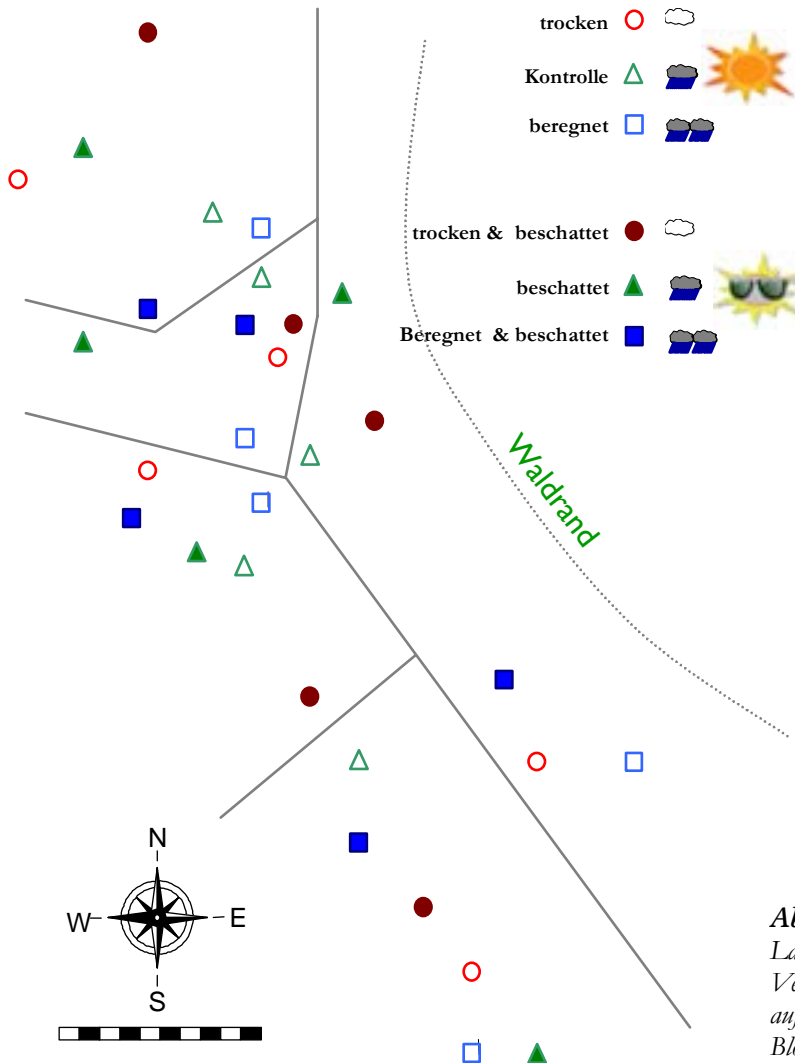 trocken
Kontrolle
beregnet
trocken & beschattet
beschattet
Beregnet & beschattet
Waldrand
N
W
E
S